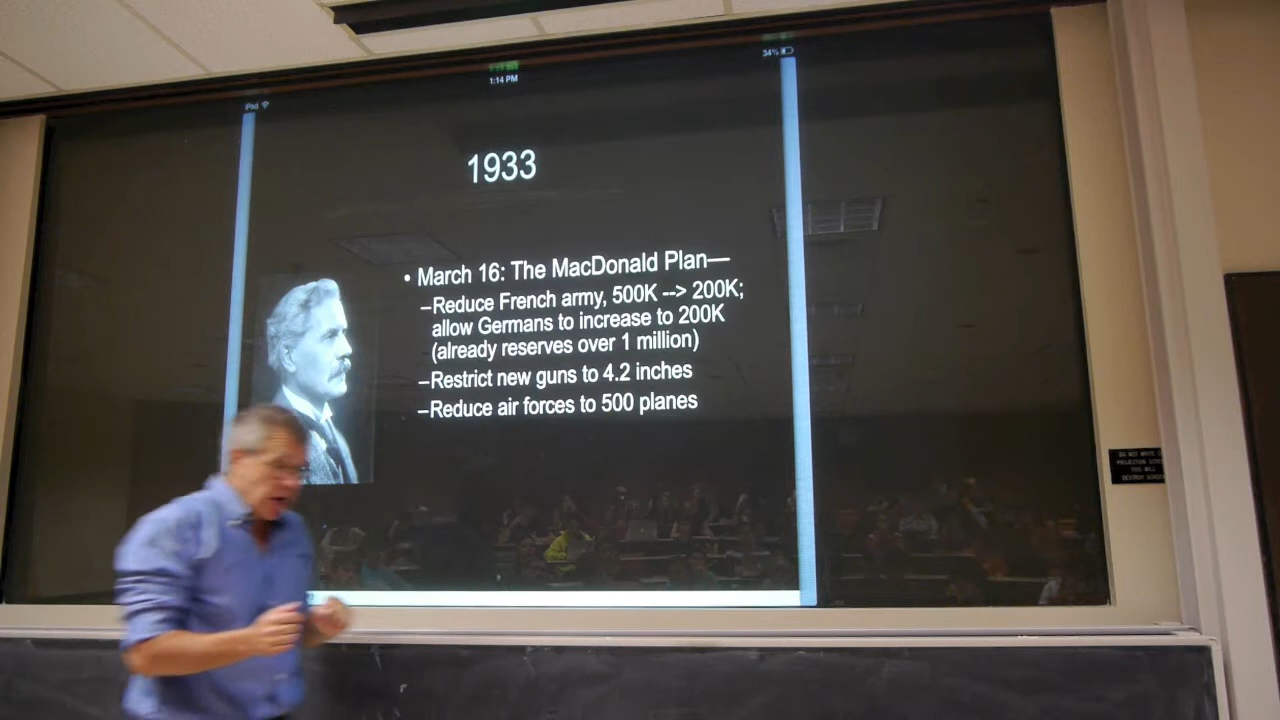 iPad
1:14 PM
34%
1933
• March 16: The MacDonald Plan—
–Reduce French army, 500K --> 200K;
allow Germans to increase to 200K
(already reserves over 1 million)
–Restrict new guns to 4.2 inches
–Reduce air forces to 500 planes
DO NOT WRITE
PROJECTION
THIS WILL
DESTROY SCREEN